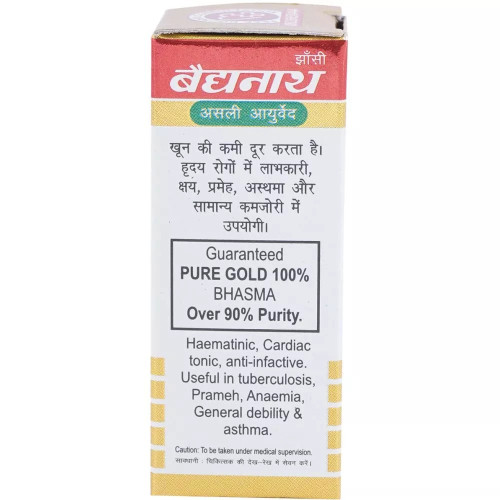 झाँसी
बैद्यनाथ
असली आयुर्वेद
खून की कमी दूर करता है।
हृदय रोगों में लाभकारी,
क्षय, प्रमेह, अस्थमा और
सामान्य कमजोरी में
उपयोगी।
Guaranteed
PURE GOLD 100%
BHASMA
Over 90% Purity.
Haematinic, Cardiac
tonic, anti-infactive.
Useful in tuberculosis,
Prameh, Anaemia,
General debility &
asthma.
Caution: To be taken under medical supervision.
सावधानी : चिकित्सक की देख-रेख में सेवन करें।